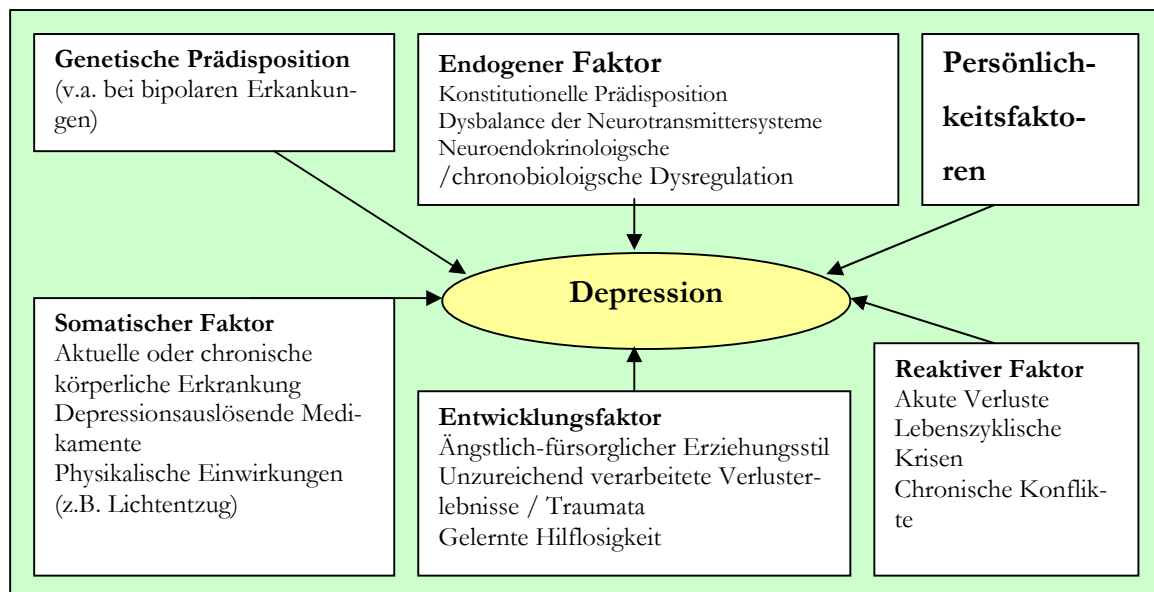 Genetische Prädisposition
(v.a. bei bipolaren Erkankun-
gen)
Endogener Faktor
Konstitutionelle Prädisposition
Dysbalance der Neurotransmittersysteme
Neuroendokrinoloigsche
/chronobioloigsche Dysregulation
Persönlich-
keitsfakto-
ren
Depression
Somatischer Faktor
Aktuelle oder chronische
körperliche Erkrankung
Depressionsauslösende Medi-
kamente
Physikalische Einwirkungen
(z.B. Lichtentzug)
Entwicklungsfaktor
Ängstlich-fürsorglicher Erziehungsstil
Unzureichend verarbeitete Verluster-
lebnisse / Traumata
Gelernte Hilflosigkeit
Reaktiver Faktor
Akute Verluste
Lebenszyklische
Krisen
Chronische Konflik-
te